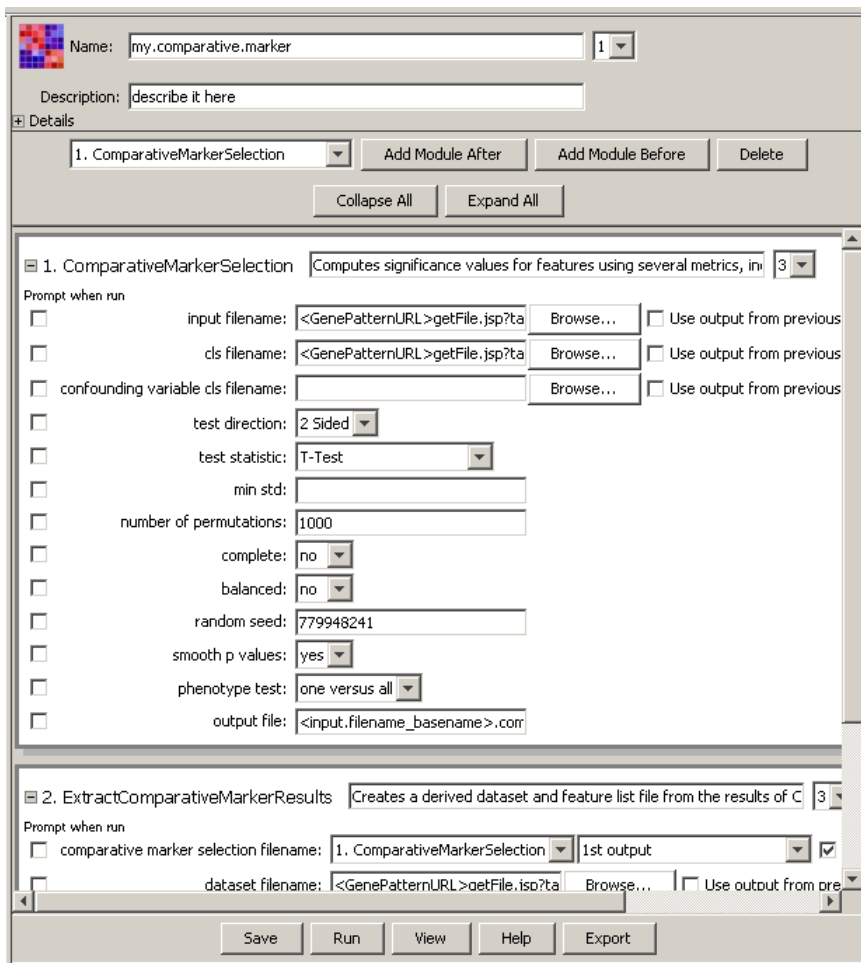 Name: my.comparative.marker 1
Description: describe it here
Details
1. ComparativeMarkerSelection Add Module After Add Module Before Delete
Collapse All Expand All
1. ComparativeMarkerSelection Computes significance values for features using several metrics, in 3
Prompt when run
input filename: <GenePatternURL>getFile.jsp?ta Browse... Use output from previous
cls filename: <GenePatternURL>getFile.jsp?ta Browse... Use output from previous
confounding variable cls filename: Browse... Use output from previous
test direction: 2 Sided
test statistic: T-Test
min std:
number of permutations: 1000
complete: no
balanced: no
random seed: 779948241
smooth p values: yes
phenotype test: one versus all
output file: <input.filename_basename>.com
2. ExtractComparativeMarkerResults Creates a derived dataset and feature list file from the results of C 3
Prompt when run
comparative marker selection filename: 1. ComparativeMarkerSelection 1st output
dataset filename: <GenePatternURL>getFile.jsp?ta Browse... Use output from pre
Save Run View Help Export